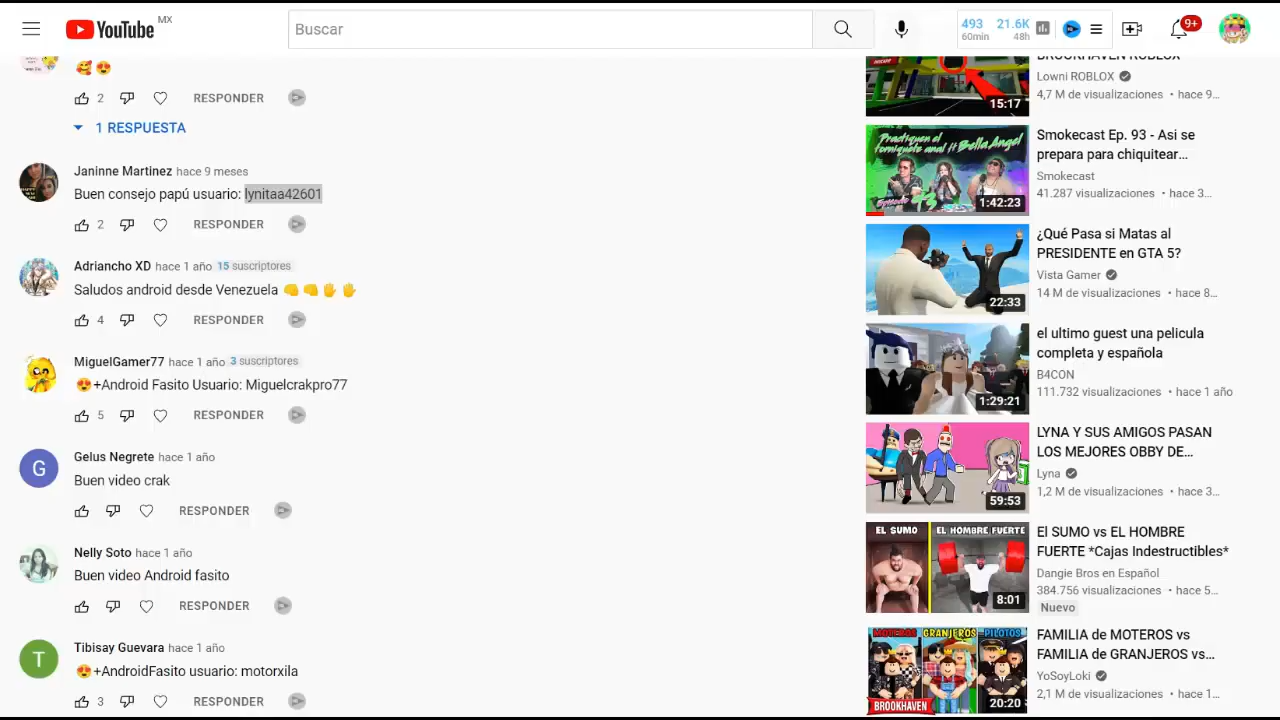 YouTube MX
Buscar
493 21.6K
60min 48h
9+
2 RESPONDER
1 RESPUESTA
Janinne Martinez hace 9 meses
Buen consejo papú usuario: lynitaa42601
2 RESPONDER
Adriancho XD hace 1 año 15 suscriptores
Saludos android desde Venezuela 👊👊🖐🖐
4 RESPONDER
MiguelGamer77 hace 1 año 3 suscriptores
😍+Android Fasito Usuario: Miguelcrakpro77
5 RESPONDER
G
Gelus Negrete hace 1 año
Buen video crak
RESPONDER
Nelly Soto hace 1 año
Buen video Android fasito
RESPONDER
T
Tibisay Guevara hace 1 año
😍+AndroidFasito usuario: motorxila
3 RESPONDER
15:17
BROOKHAVEN ROBLOX
Lowni ROBLOX
4,7 M de visualizaciones • hace 9...
Practiquen el
torniquete anal ft Bella Angel
1:42:23
Smokecast Ep. 93 - Asi se
prepara para chiquitear...
Smokecast
41.287 visualizaciones • hace 3...
22:33
¿Qué Pasa si Matas al
PRESIDENTE en GTA 5?
Vista Gamer
14 M de visualizaciones • hace 8...
1:29:21
el ultimo guest una pelicula
completa y española
B4CON
111.732 visualizaciones • hace 1 año
59:53
LYNA Y SUS AMIGOS PASAN
LOS MEJORES OBBY DE...
Lyna
1,2 M de visualizaciones • hace 3...
EL SUMO EL HOMBRE FUERTE
8:01
El SUMO vs EL HOMBRE
FUERTE *Cajas Indestructibles*
Dangie Bros en Español
384.756 visualizaciones • hace 5...
Nuevo
MOTEROS GRANJEROS PILOTOS
BROOKHAVEN
20:20
FAMILIA de MOTEROS vs
FAMILIA de GRANJEROS vs...
YoSoyLoki
2,1 M de visualizaciones • hace 1...